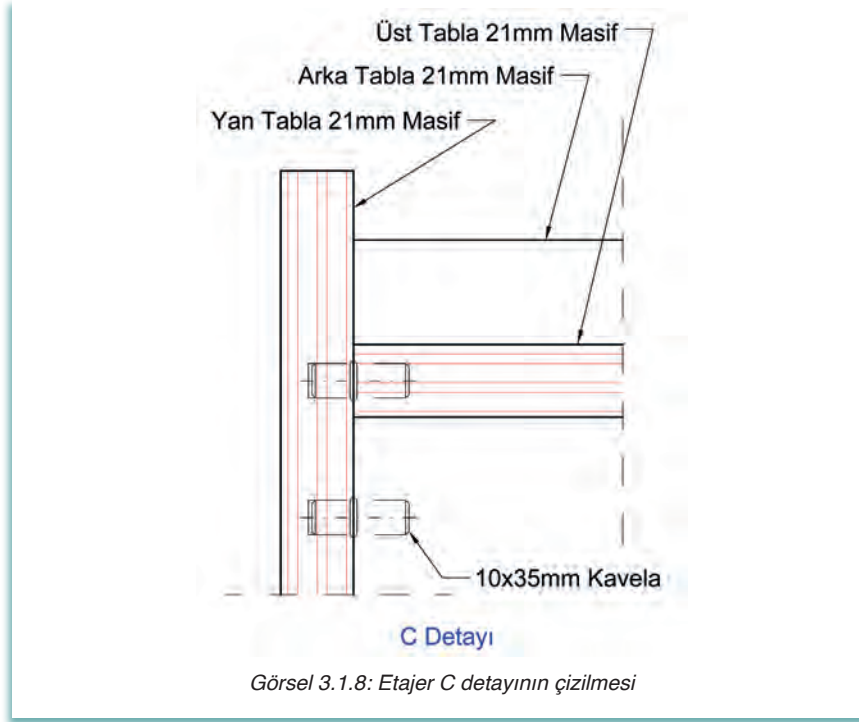 Üst Tabla 21mm Masif
Arka Tabla 21mm Masif
Yan Tabla 21mm Masif
10x35mm Kavela
C Detayı
Görsel 3.1.8: Etajer C detayının çizilmesi